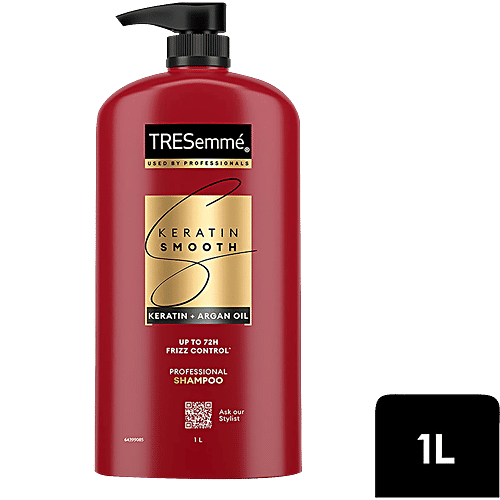 TRESemmé®
USED BY PROFESSIONALS
KERATIN
SMOOTH
KERATIN + ARGAN OIL
UP TO 72H
FRIZZ CONTROL*
PROFESSIONAL
SHAMPOO
Ask our
Stylist
64399085
1 L
1L